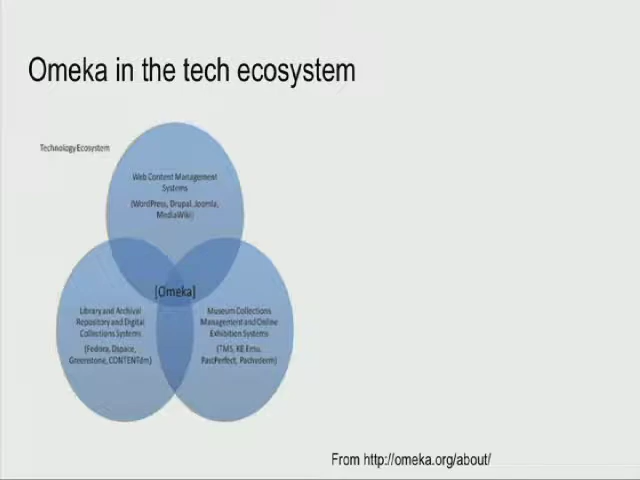 Omeka in the tech ecosystem
Technology Ecosystem
Web Content Management
Systems
(WordPress, Drupal, Joomla,
MediaWiki)
[Omeka]
Library and Archival
Repository and Digital
Collections Systems
(Fedora, Dspace,
Greenstone, CONTENTdm)
Museum Collections
Management and Online
Exhibition Systems
(TMS, KE Emu,
PastPerfect, Pachyderm)
From http://omeka.org/about/